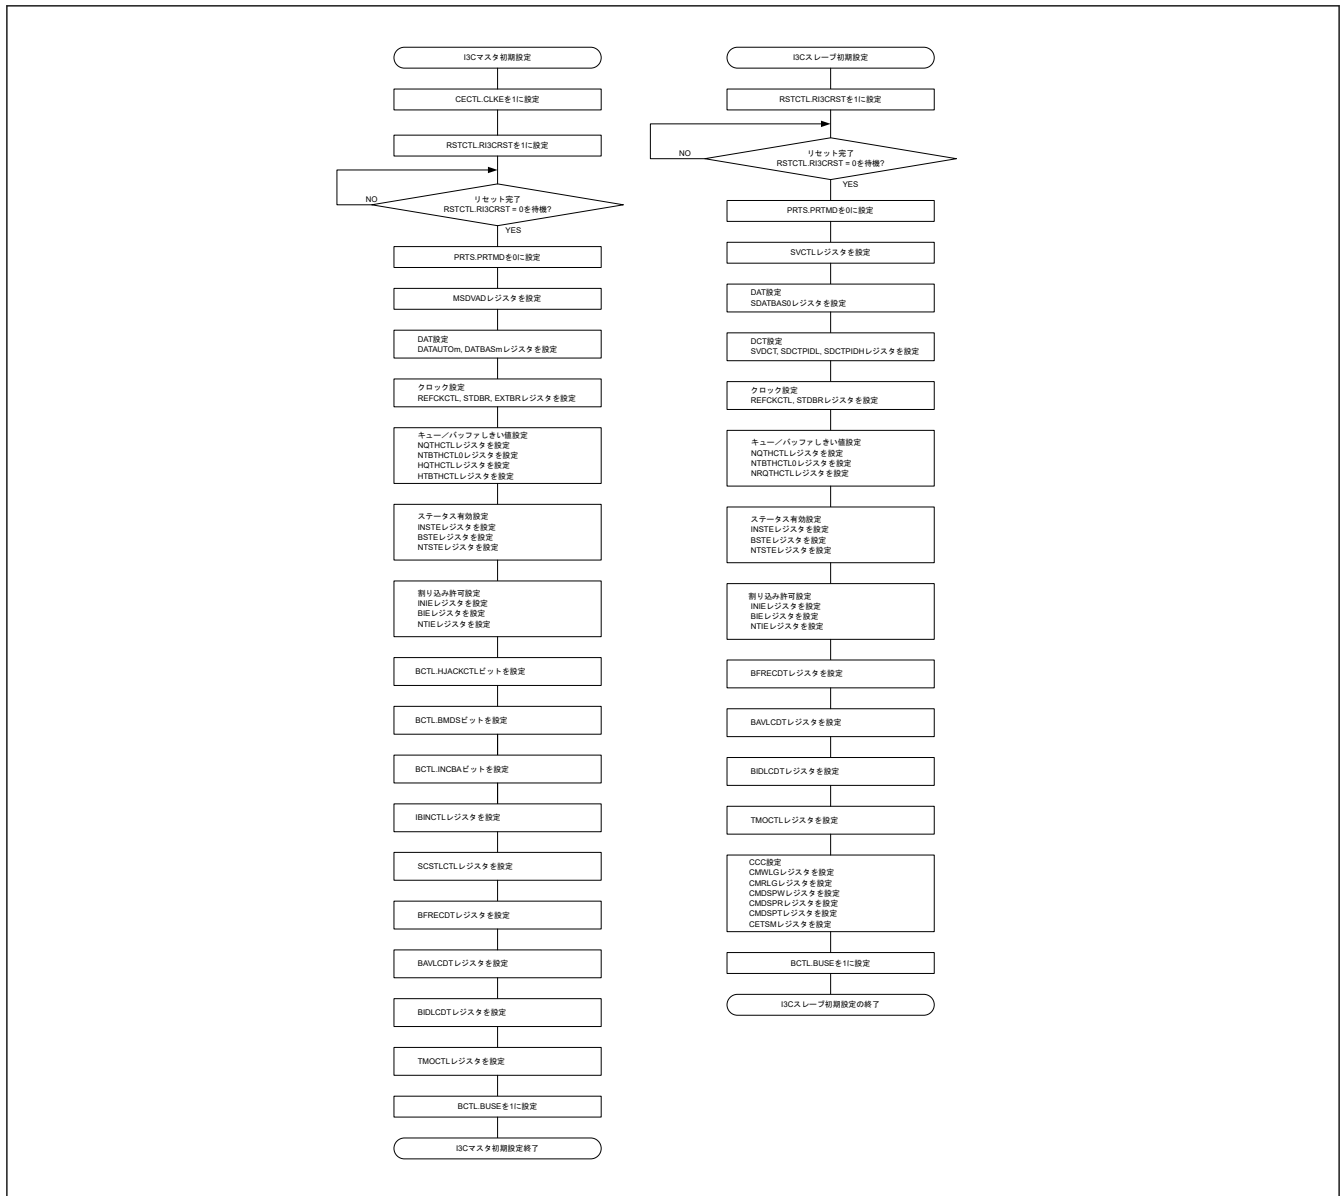 I3Cマスタ初期設定
CECTL.CLKEを1に設定
RSTCTL.RI3CRSTを1に設定
NO
リセット完了
RSTCTL.RI3CRST = 0を待機?
YES
PRTS.PRTMDを0に設定
MSDVADレジスタを設定
DAT設定
DATAUTOm, DATBASmレジスタを設定
クロック設定
REFCKCTL, STDBR, EXTBRレジスタを設定
キュー／バッファしきい値設定
NQTHCTLレジスタを設定
NTBTHCTL0レジスタを設定
HQTHCTLレジスタを設定
HTBTHCTLレジスタを設定
ステータス有効設定
INSTEレジスタを設定
BSTEレジスタを設定
NTSTEレジスタを設定
割り込み許可設定
INIEレジスタを設定
BIEレジスタを設定
NTIEレジスタを設定
BCTL.HJACKCTLビットを設定
BCTL.BMDSビットを設定
BCTL.INCBAビットを設定
IBINCTLレジスタを設定
SCSTLCTLレジスタを設定
BFRECDTレジスタを設定
BAVLCDTレジスタを設定
BIDLCDTレジスタを設定
TMOCTLレジスタを設定
BCTL.BUSEを1に設定
I3Cマスタ初期設定終了
I3Cスレーブ初期設定
RSTCTL.RI3CRSTを1に設定
NO
リセット完了
RSTCTL.RI3CRST = 0を待機?
YES
PRTS.PRTMDを0に設定
SVCTLレジスタを設定
DAT設定
SDATBAS0レジスタを設定
DCT設定
SVDCT, SDCTPIDL, SDCTPIDHレジスタを設定
クロック設定
REFCKCTL, STDBRレジスタを設定
キュー／バッファしきい値設定
NQTHCTLレジスタを設定
NTBTHCTL0レジスタを設定
NRQTHCTLレジスタを設定
ステータス有効設定
INSTEレジスタを設定
BSTEレジスタを設定
NTSTEレジスタを設定
割り込み許可設定
INIEレジスタを設定
BIEレジスタを設定
NTIEレジスタを設定
BFRECDTレジスタを設定
BAVLCDTレジスタを設定
BIDLCDTレジスタを設定
TMOCTLレジスタを設定
CCC設定
CMWLGレジスタを設定
CMRLGレジスタを設定
CMDSPWレジスタを設定
CMDSPRレジスタを設定
CMDSPTレジスタを設定
CETSMレジスタを設定
BCTL.BUSEを1に設定
I3Cスレーブ初期設定の終了